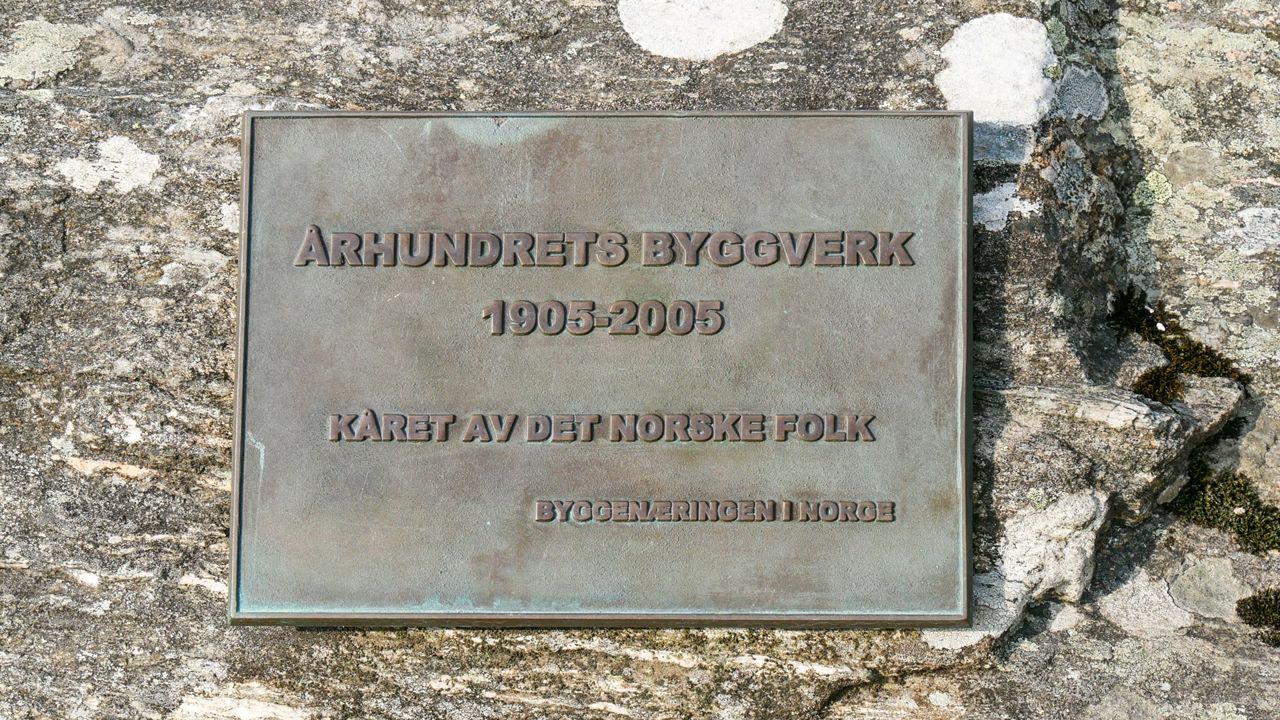 ÅRHUNDRETS BYGGVERK
1905-2005
KÅRET AV DET NORSKE FOLK
BYGGENÆRINGEN I NORGE